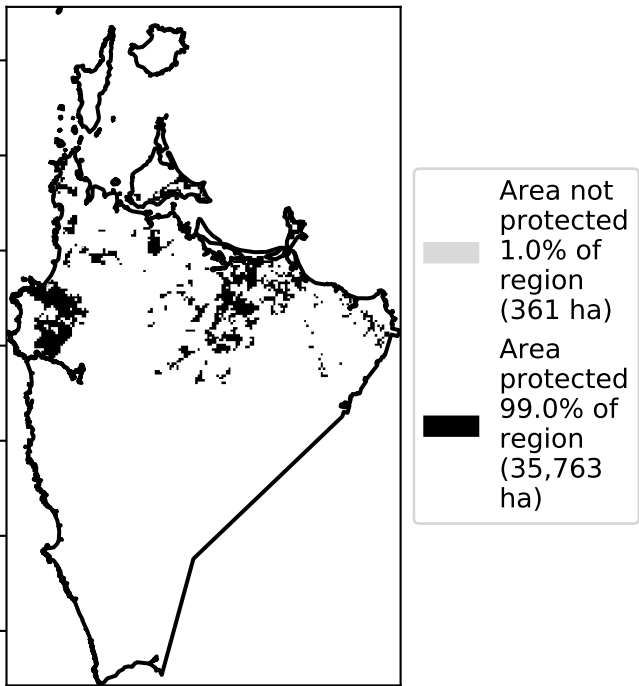 Area not
protected
1.0% of
region
(361 ha)
Area
protected
99.0% of
region
(35,763
ha)